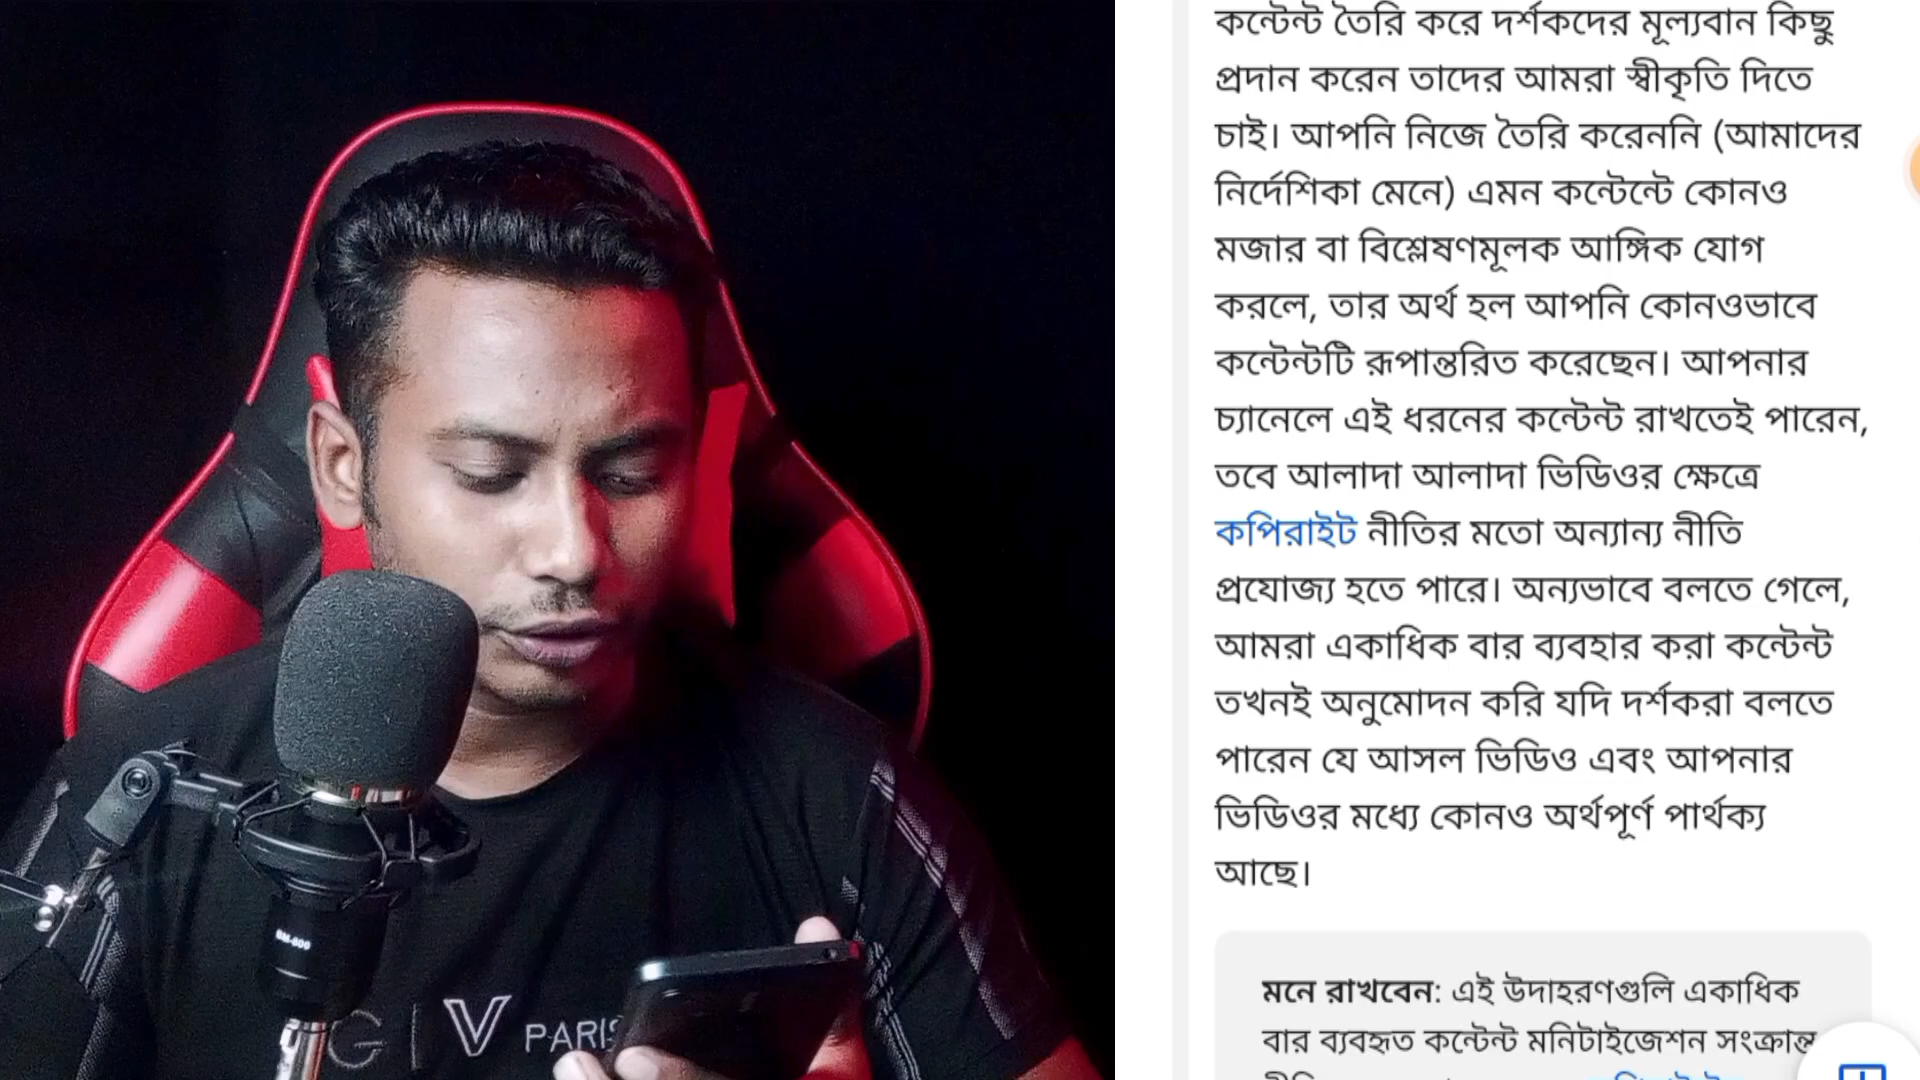 কন্টেন্ট তৈরি করে দর্শকদের মূল্যবান কিছু
প্রদান করেন তাদের আমরা স্বীকৃতি দিতে
চাই। আপনি নিজে তৈরি করেননি (আমাদের
নির্দেশিকা মেনে) এমন কন্টেন্টে কোনও
মজার বা বিশ্লেষণমূলক আঙ্গিক যোগ
করলে, তার অর্থ হল আপনি কোনওভাবে
কন্টেন্টটি রূপান্তরিত করেছেন। আপনার
চ্যানেলে এই ধরনের কন্টেন্ট রাখতেই পারেন,
তবে আলাদা আলাদা ভিডিওর ক্ষেত্রে
কপিরাইট নীতির মতো অন্যান্য নীতি
প্রযোজ্য হতে পারে। অন্যভাবে বলতে গেলে,
আমরা একাধিক বার ব্যবহার করা কন্টেন্ট
তখনই অনুমোদন করি যদি দর্শকরা বলতে
পারেন যে আসল ভিডিও এবং আপনার
ভিডিওর মধ্যে কোনও অর্থপূর্ণ পার্থক্য
আছে।
মনে রাখবেন: এই উদাহরণগুলি একাধিক
বার ব্যবহৃত কন্টেন্ট মনিটাইজেশন সংক্রান্ত
BM-800
G | V PARIS